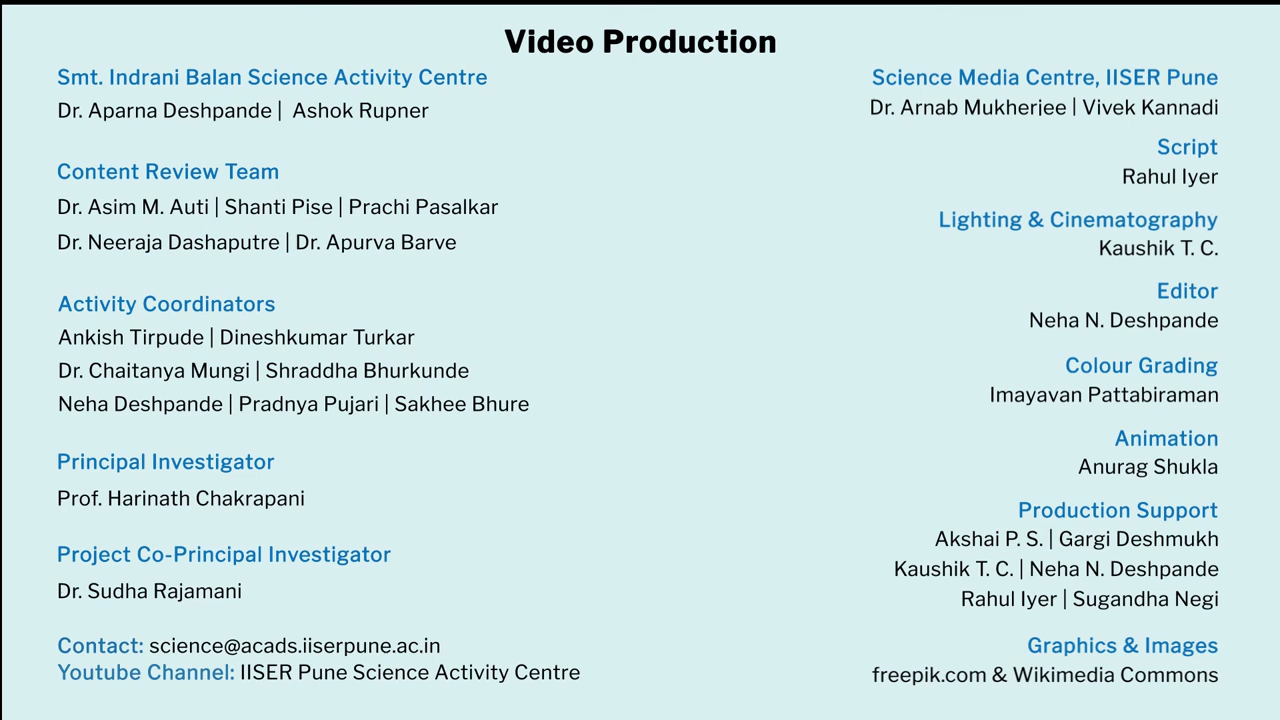 Video Production
Smt. Indrani Balan Science Activity Centre
Dr. Aparna Deshpande | Ashok Rupner
Content Review Team
Dr. Asim M. Auti | Shanti Pise | Prachi Pasalkar
Dr. Neeraja Dashaputre | Dr. Apurva Barve
Activity Coordinators
Ankish Tirpude | Dineshkumar Turkar
Dr. Chaitanya Mungi | Shraddha Bhurkunde
Neha Deshpande | Pradnya Pujari | Sakhee Bhure
Principal Investigator
Prof. Harinath Chakrapani
Project Co-Principal Investigator
Dr. Sudha Rajamani
Contact: science@acads.iiserpune.ac.in
Youtube Channel: IISER Pune Science Activity Centre
Science Media Centre, IISER Pune
Dr. Arnab Mukherjee | Vivek Kannadi
Script
Rahul Iyer
Lighting & Cinematography
Kaushik T. C.
Editor
Neha N. Deshpande
Colour Grading
Imayavan Pattabiraman
Animation
Anurag Shukla
Production Support
Akshai P. S. | Gargi Deshmukh
Kaushik T. C. | Neha N. Deshpande
Rahul Iyer | Sugandha Negi
Graphics & Images
freepik.com & Wikimedia Commons